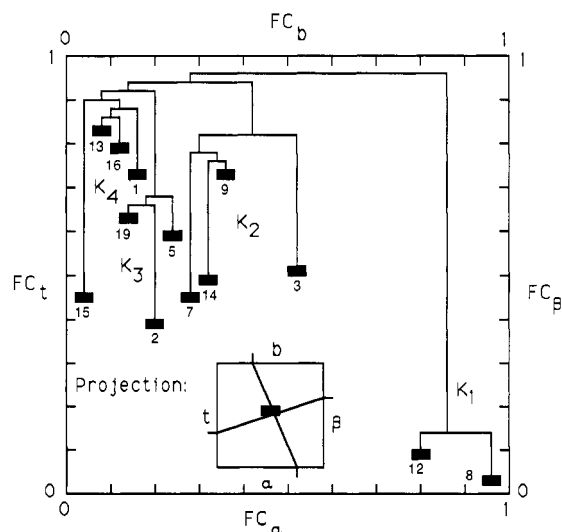 FC_b
0 1
1 1
13
16
1
9
K_4
19
5
K_2
K_3
FC_t
15
2
7
14
3
FC_β
Projection:
b
t
β
a
K_1
12
8
0 0
0 1
FC_a